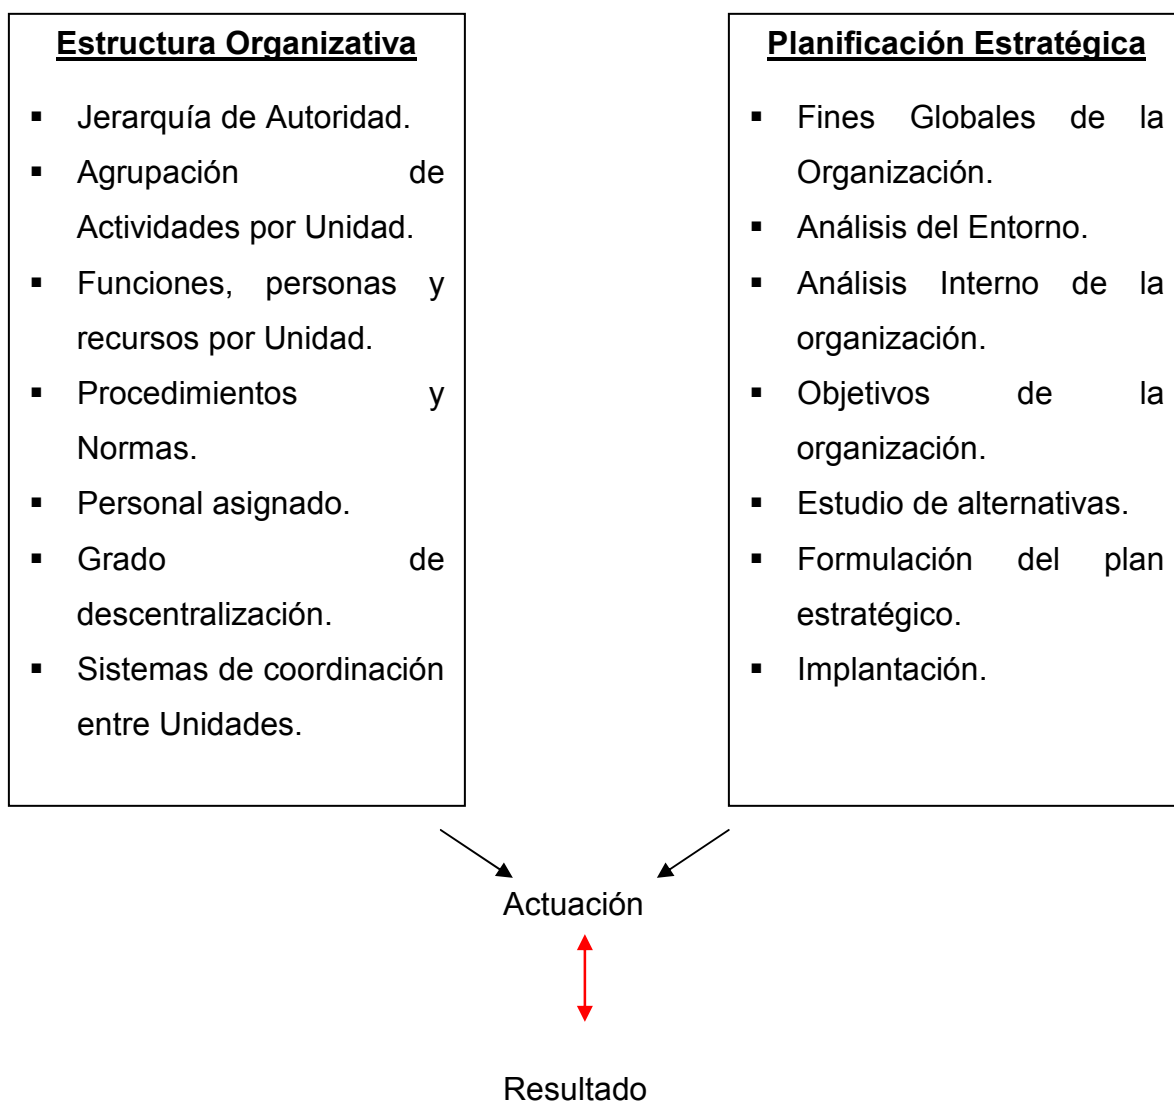 Estructura Organizativa
▪ Jerarquía de Autoridad.
▪ Agrupación de
Actividades por Unidad.
▪ Funciones, personas y
recursos por Unidad.
▪ Procedimientos y
Normas.
▪ Personal asignado.
▪ Grado de
descentralización.
▪ Sistemas de coordinación
entre Unidades.
Planificación Estratégica
▪ Fines Globales de la
Organización.
▪ Análisis del Entorno.
▪ Análisis Interno de la
organización.
▪ Objetivos de la
organización.
▪ Estudio de alternativas.
▪ Formulación del plan
estratégico.
▪ Implantación.
Actuación
Resultado